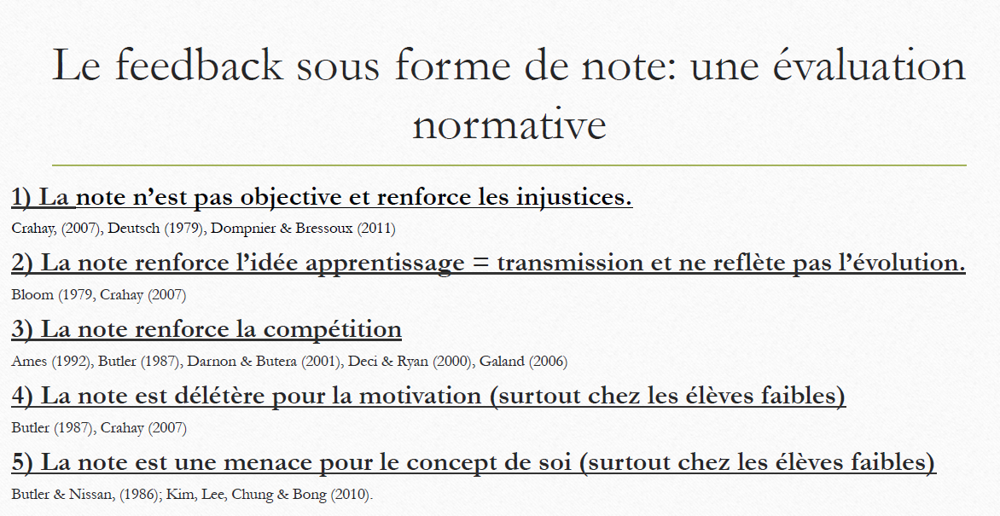 Le feedback sous forme de note: une évaluation
normative
1) La note n’est pas objective et renforce les injustices.
Crahay, (2007), Deutsch (1979), Dompnier & Bressoux (2011)
2) La note renforce l’idée apprentissage = transmission et ne reflète pas l’évolution.
Bloom (1979, Crahay (2007)
3) La note renforce la compétition
Ames (1992), Butler (1987), Darnon & Butera (2001), Deci & Ryan (2000), Galand (2006)
4) La note est délétère pour la motivation (surtout chez les élèves faibles)
Butler (1987), Crahay (2007)
5) La note est une menace pour le concept de soi (surtout chez les élèves faibles)
Butler & Nissan, (1986); Kim, Lee, Chung & Bong (2010).